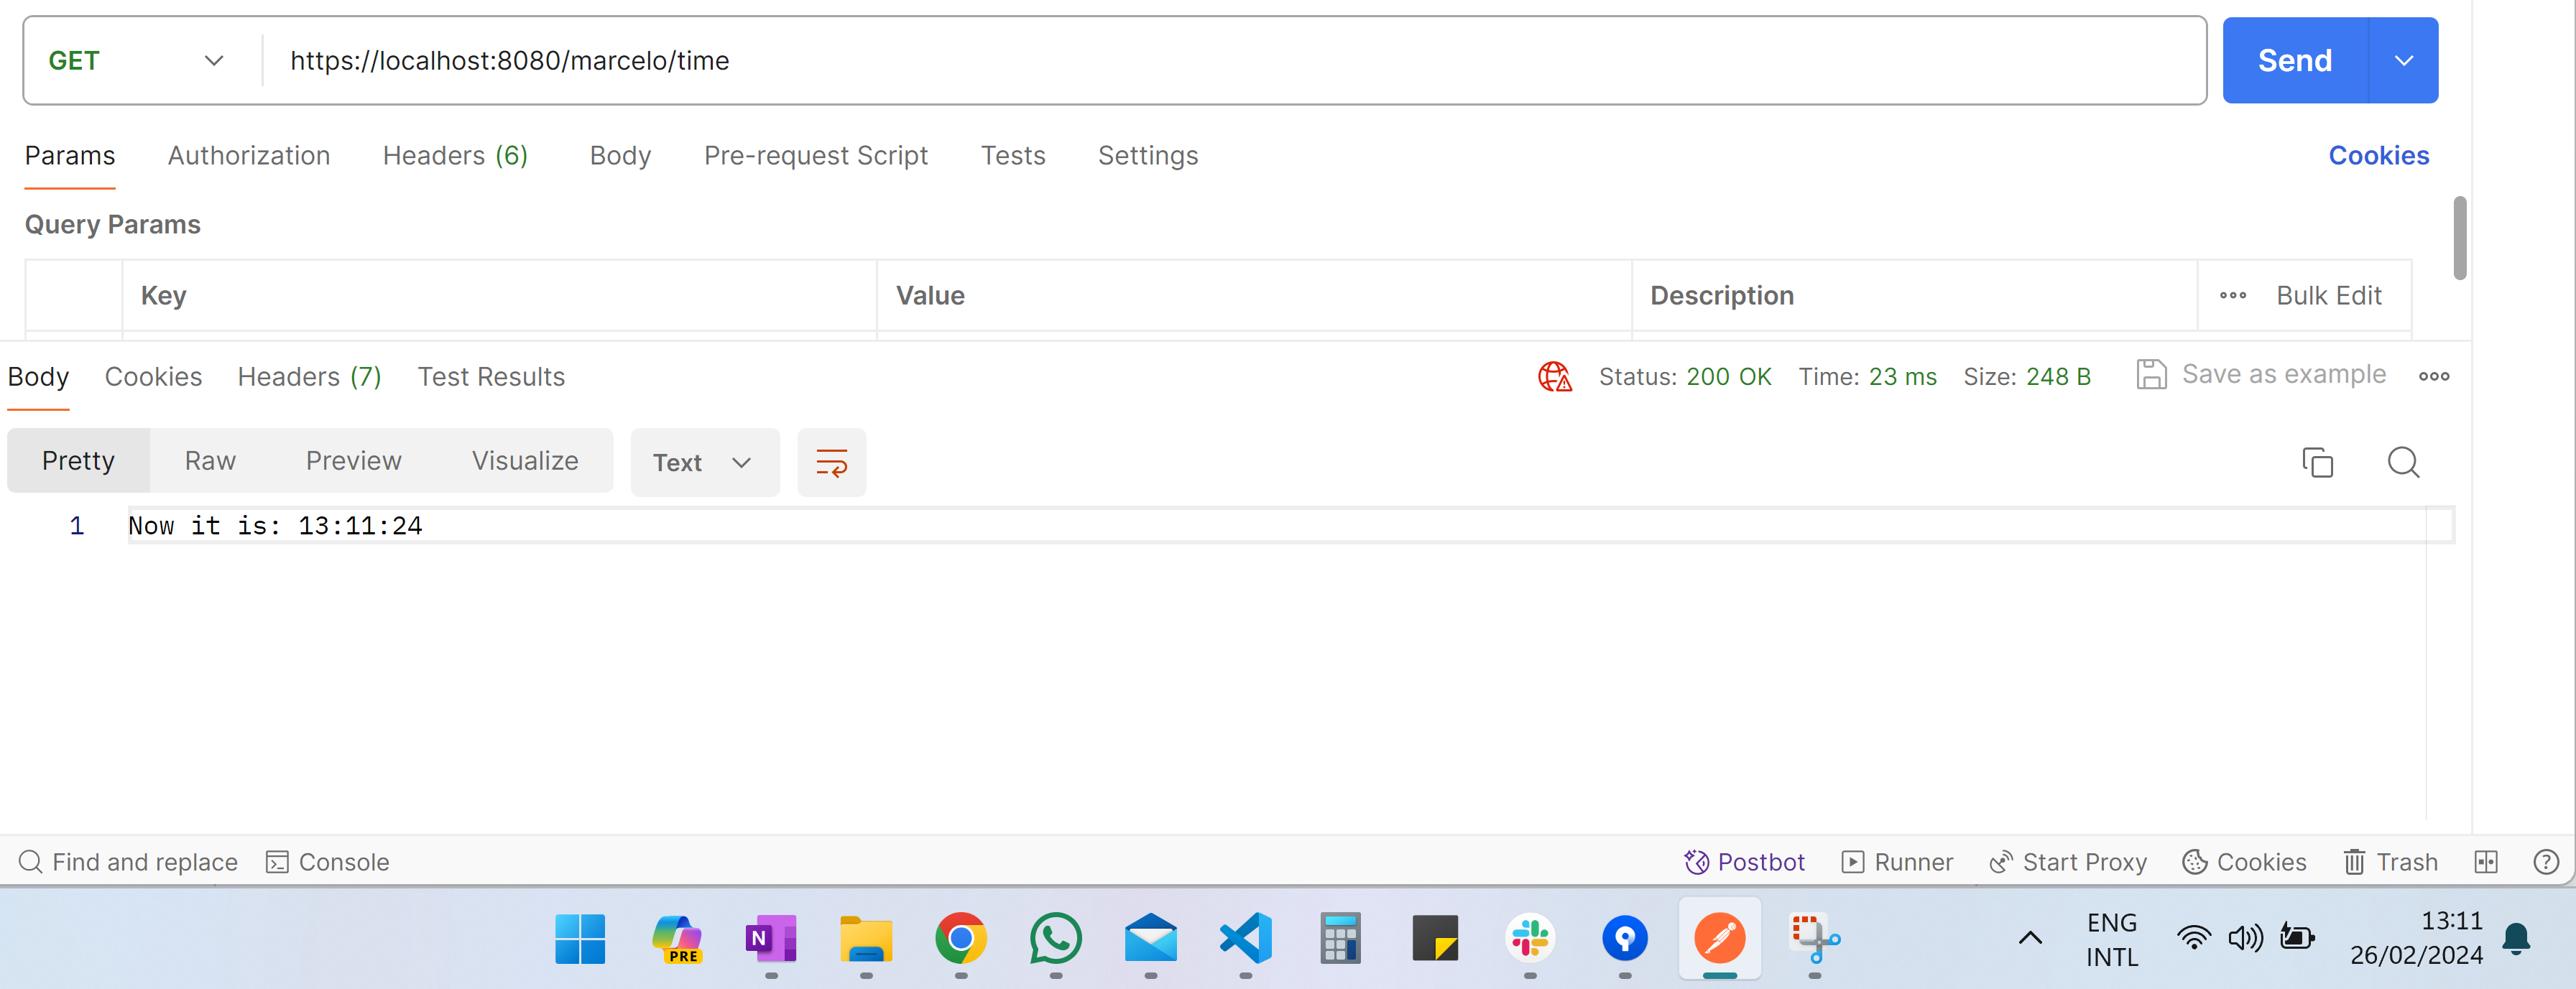 GET https://localhost:8080/marcelo/time Send
Params Authorization Headers (6) Body Pre-request Script Tests Settings Cookies
Query Params
Key Value Description Bulk Edit
Body Cookies Headers (7) Test Results Status: 200 OK Time: 23 ms Size: 248 B Save as example
Pretty Raw Preview Visualize Text
1 Now it is: 13:11:24
Find and replace Console Postbot Runner Start Proxy Cookies Trash
N PRE
ENG 13:11
INTL 26/02/2024